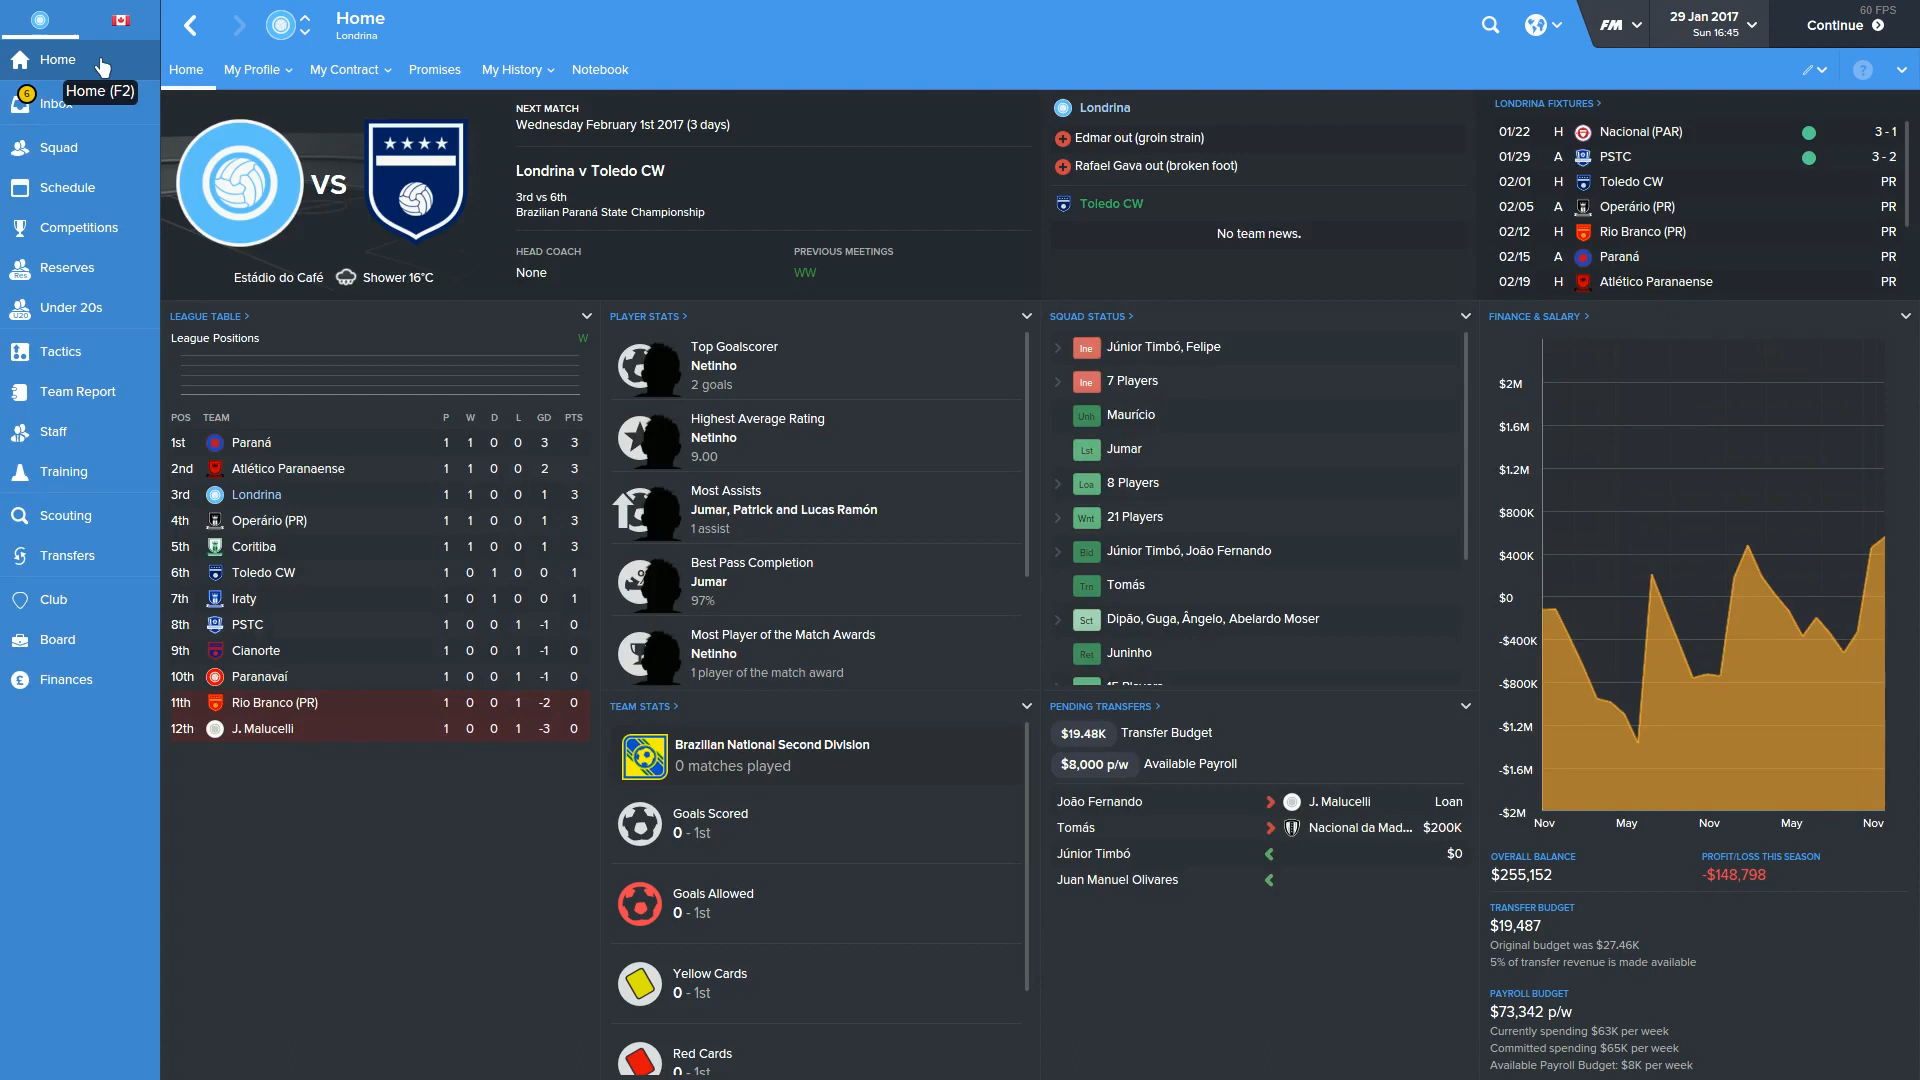 60 FPS
Home
Londrina
FM
29 Jan 2017
Sun 16:45
Continue
Home
Home (F2)
6
Inbox
Squad
Schedule
Competitions
Res
Reserves
U20
Under 20s
Tactics
Team Report
Staff
Training
Scouting
Transfers
Club
Board
£
Finances
Home
My Profile
My Contract
Promises
My History
Notebook
?
VS
Estádio do Café
Shower 16°C
NEXT MATCH
Wednesday February 1st 2017 (3 days)
Londrina v Toledo CW
3rd vs 6th
Brazilian Paraná State Championship
HEAD COACH
None
PREVIOUS MEETINGS
WW
Londrina
Edmar out (groin strain)
Rafael Gava out (broken foot)
Toledo CW
No team news.
LONDRINA FIXTURES >
01/22 H Nacional (PAR) 3 - 1
01/29 A PSTC 3 - 2
02/01 H Toledo CW PR
02/05 A Operário (PR) PR
02/12 H Rio Branco (PR) PR
02/15 A Paraná PR
02/19 H Atlético Paranaense PR
LEAGUE TABLE >
League Positions W
POS TEAM P W D L GD PTS
1st Paraná 1 1 0 0 3 3
2nd Atlético Paranaense 1 1 0 0 2 3
3rd Londrina 1 1 0 0 1 3
4th Operário (PR) 1 1 0 0 1 3
5th Coritiba 1 1 0 0 1 3
6th Toledo CW 1 0 1 0 0 1
7th Iraty 1 0 1 0 0 1
8th PSTC 1 0 0 1 -1 0
9th Cianorte 1 0 0 1 -1 0
10th Paranavaí 1 0 0 1 -1 0
11th Rio Branco (PR) 1 0 0 1 -2 0
12th J. Malucelli 1 0 0 1 -3 0
PLAYER STATS >
Top Goalscorer
Netinho
2 goals
Highest Average Rating
Netinho
9.00
Most Assists
Jumar, Patrick and Lucas Ramón
1 assist
Best Pass Completion
Jumar
97%
Most Player of the Match Awards
Netinho
1 player of the match award
TEAM STATS >
Brazilian National Second Division
0 matches played
Goals Scored
0 - 1st
Goals Allowed
0 - 1st
Yellow Cards
0 - 1st
Red Cards
0 - 1st
SQUAD STATUS >
Ine Júnior Timbó, Felipe
Ine 7 Players
Unh Maurício
Lst Jumar
Loa 8 Players
Wnt 21 Players
Bid Júnior Timbó, João Fernando
Trn Tomás
Sct Dipão, Guga, Ângelo, Abelardo Moser
Ret Juninho
15 Players
PENDING TRANSFERS >
$19.48K Transfer Budget
$8,000 p/w Available Payroll
João Fernando J. Malucelli Loan
Tomás Nacional da Mad... $200K
Júnior Timbó $0
Juan Manuel Olivares
FINANCE & SALARY >
$2M
$1.6M
$1.2M
$800K
$400K
$0
-$400K
-$800K
-$1.2M
-$1.6M
-$2M
Nov May Nov May Nov
OVERALL BALANCE
$255,152
PROFIT/LOSS THIS SEASON
-$148,798
TRANSFER BUDGET
$19,487
Original budget was $27.46K
5% of transfer revenue is made available
PAYROLL BUDGET
$73,342 p/w
Currently spending $63K per week
Committed spending $65K per week
Available Payroll Budget: $8K per week